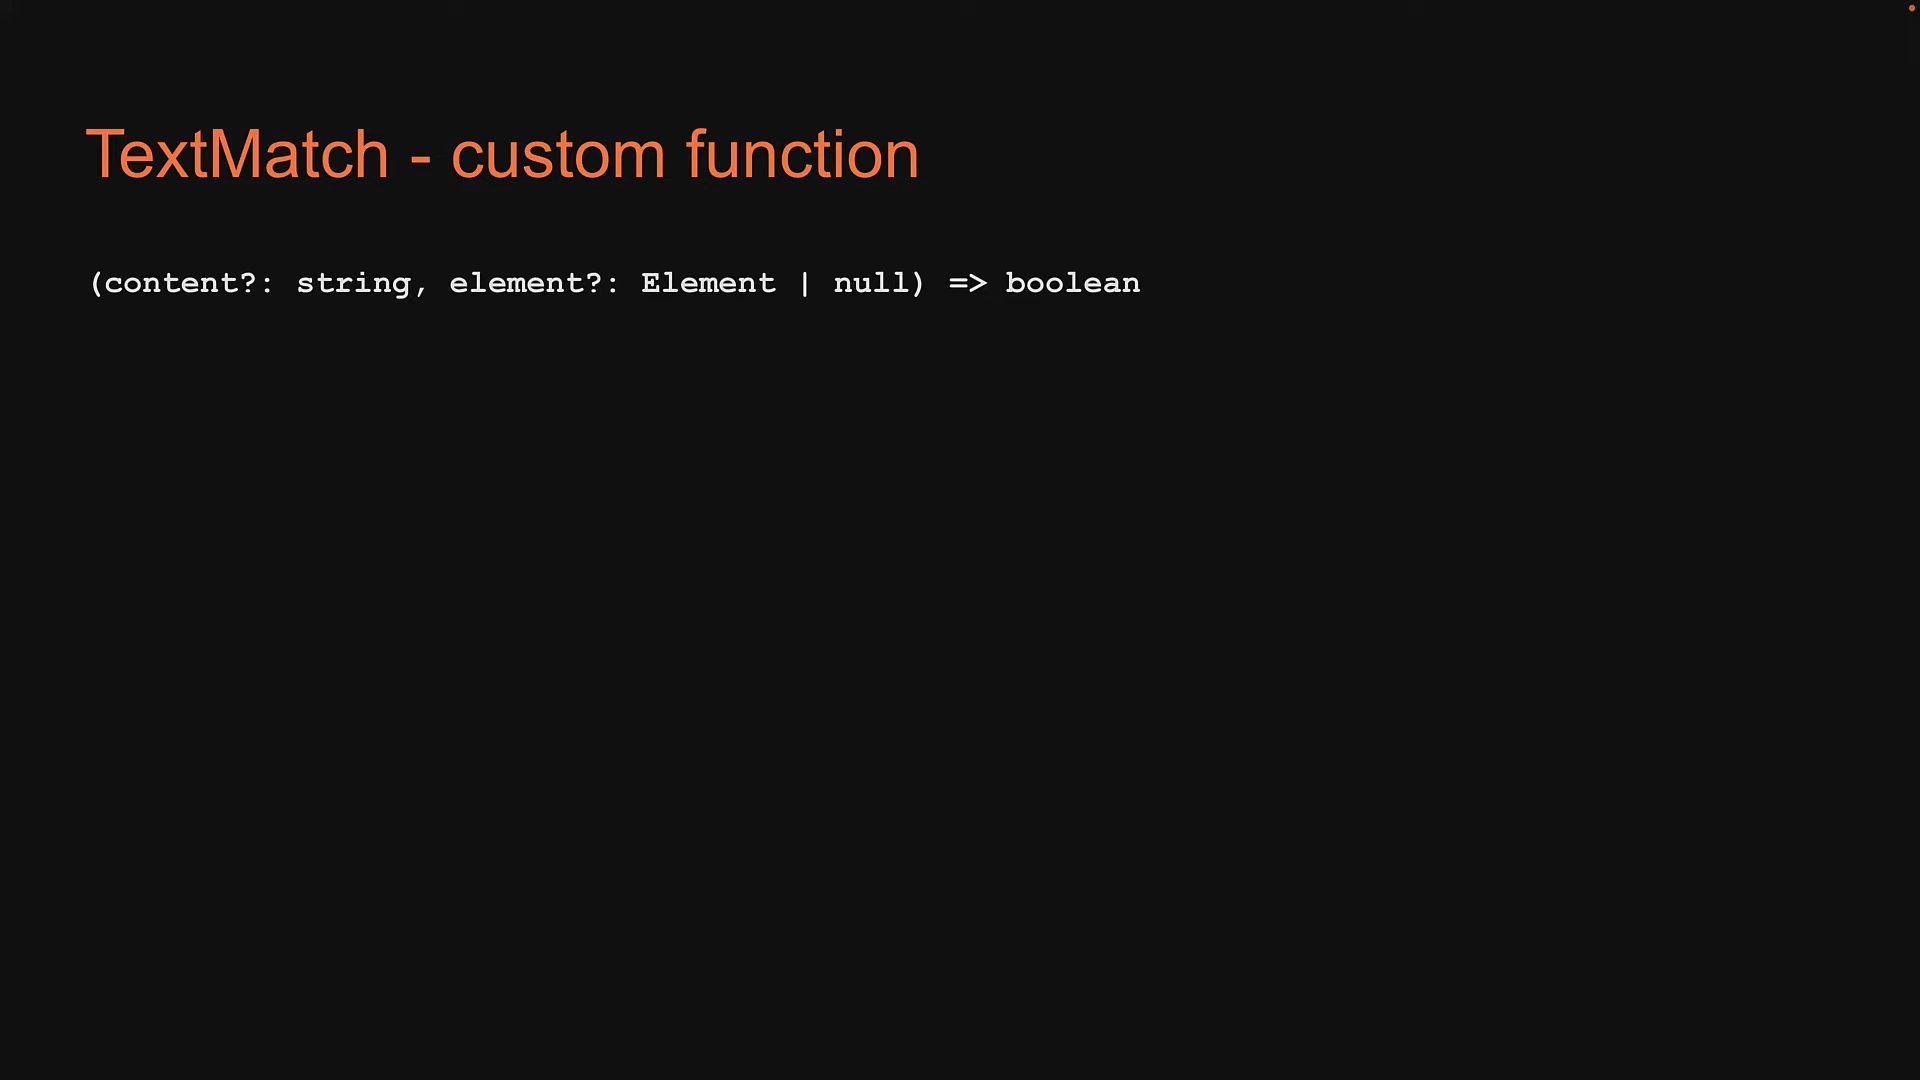 TextMatch - custom function
(content?: string, element?: Element | null) => boolean